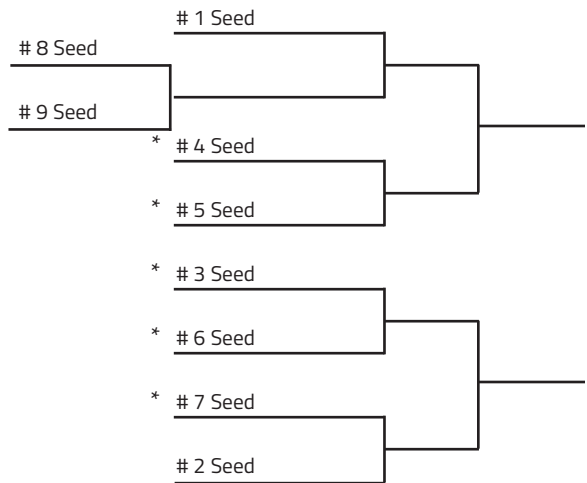 # 1 Seed
# 8 Seed
# 9 Seed
* # 4 Seed
* # 5 Seed
* # 3 Seed
* # 6 Seed
* # 7 Seed
# 2 Seed